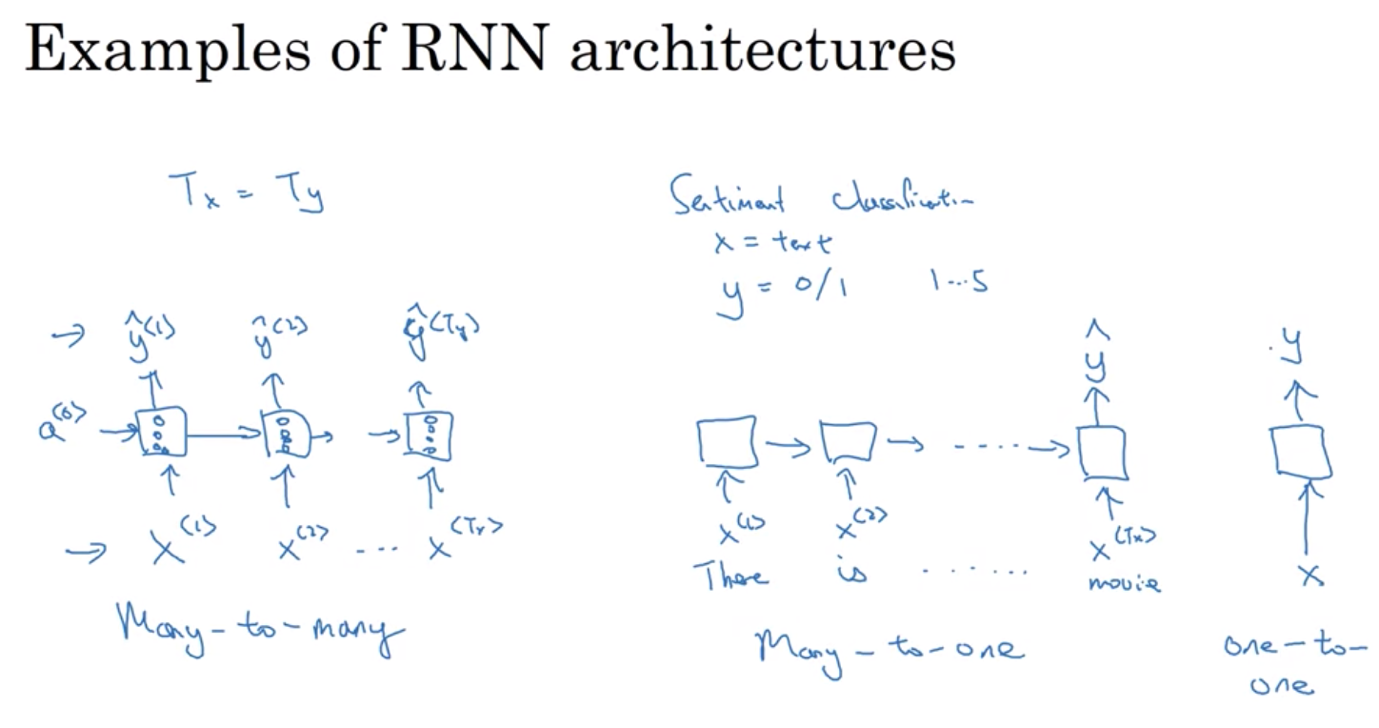 Examples of RNN architectures
Tx = Ty
→ ŷ<1> ŷ<2> ŷ<Ty>
a<0>
→ x<1> x<2> ... x<Tx>
Many-to-many
Sentiment classification
x = text
y = 0/1 1...5
ŷ
.....
x<1> x<2> x<Tx>
There is ...... movie
Many-to-one
y
x
one-to-
one